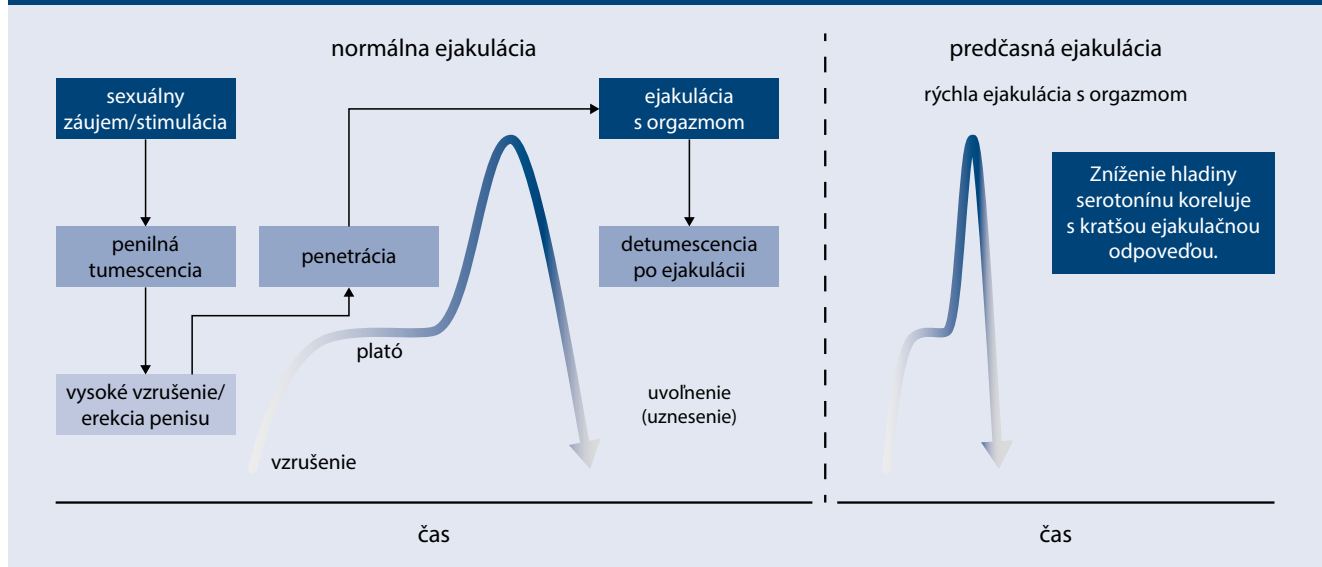 normálna ejakulácia
sexuálny
záujem/stimulácia
penilná
tumescencia
vysoké vzrušenie/
erekcia penisu
penetrácia
ejakulácia
s orgazmom
detumescencia
po ejakulácii
plató
vzrušenie
uvoľnenie
(uznesenie)
čas
predčasná ejakulácia
rýchla ejakulácia s orgazmom
Zníženie hladiny
serotonínu koreluje
s kratšou ejakulačnou
odpoveďou.
čas